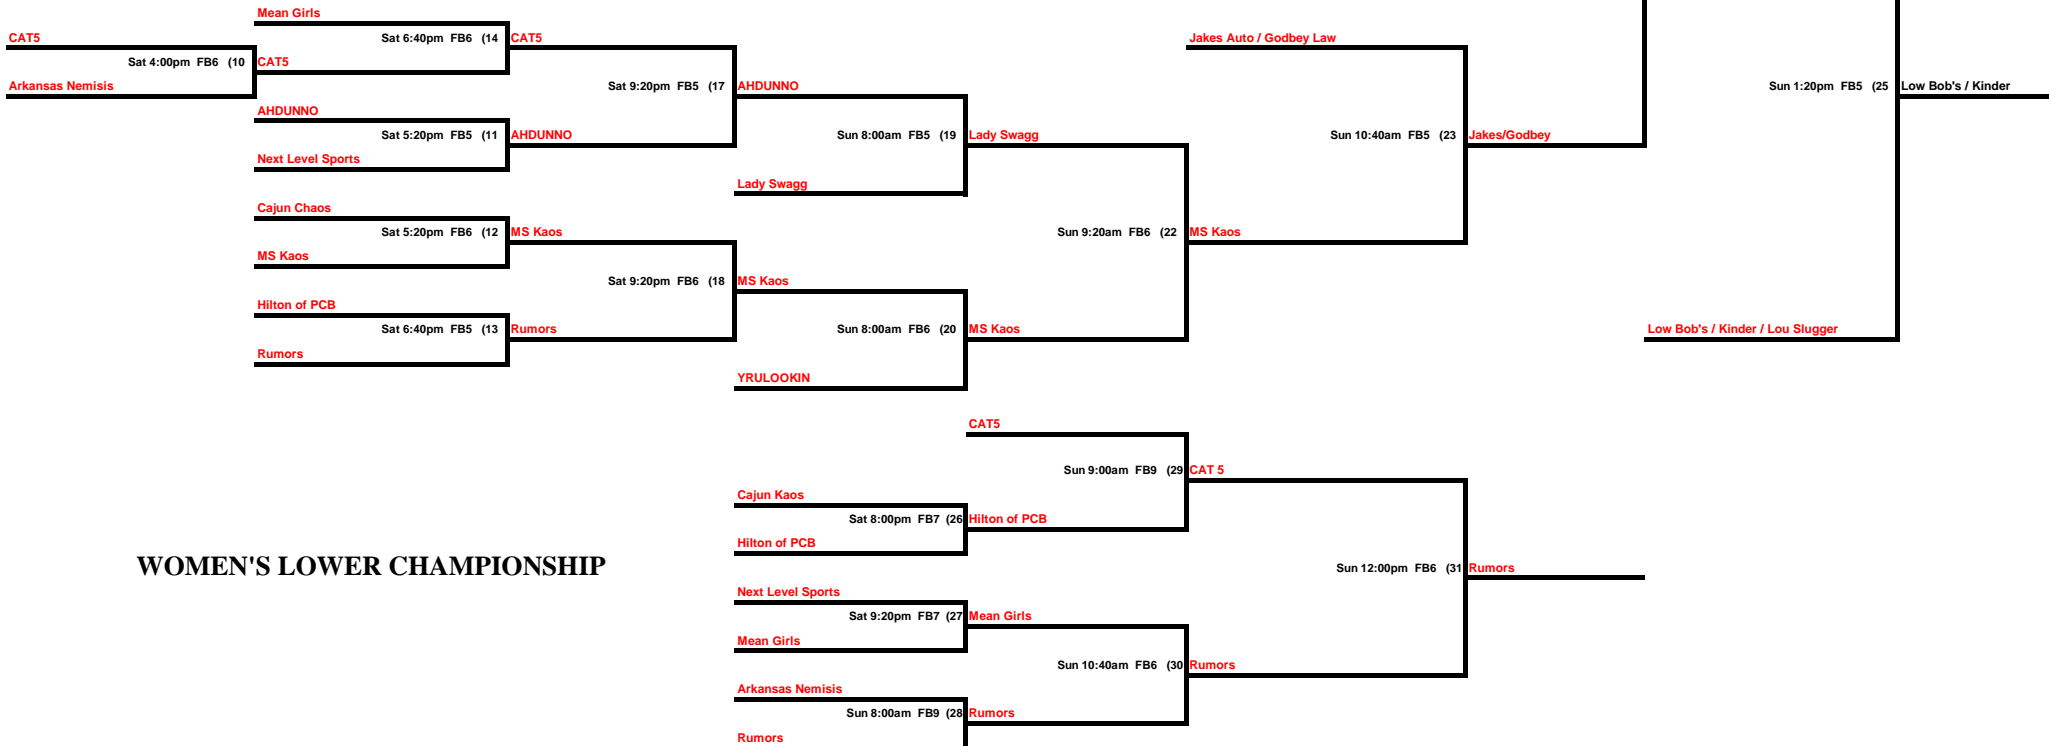 Mean Girls
CAT5
Sat 6:40pm FB6 (14
CAT5
Jakes Auto / Godbey Law
Sat 4:00pm FB6 (10
CAT5
Arkansas Nemisis
Sat 9:20pm FB5 (17
AHDUNNO
Sun 1:20pm FB5 (25
Low Bob's / Kinder
AHDUNNO
Sat 5:20pm FB5 (11
AHDUNNO
Sun 8:00am FB5 (19
Lady Swagg
Sun 10:40am FB5 (23
Jakes/Godbey
Next Level Sports
Lady Swagg
Cajun Chaos
Sat 5:20pm FB6 (12
MS Kaos
Sun 9:20am FB6 (22
MS Kaos
MS Kaos
Sat 9:20pm FB6 (18
MS Kaos
Hilton of PCB
Sat 6:40pm FB5 (13
Rumors
Sun 8:00am FB6 (20
MS Kaos
Low Bob's / Kinder / Lou Slugger
Rumors
YRULOOKIN
CAT5
Sun 9:00am FB9 (29
CAT 5
Cajun Kaos
Sat 8:00pm FB7 (26
Hilton of PCB
Hilton of PCB
WOMEN'S LOWER CHAMPIONSHIP
Sun 12:00pm FB6 (31
Rumors
Next Level Sports
Sat 9:20pm FB7 (27
Mean Girls
Mean Girls
Sun 10:40am FB6 (30
Rumors
Arkansas Nemisis
Sun 8:00am FB9 (28
Rumors
Rumors